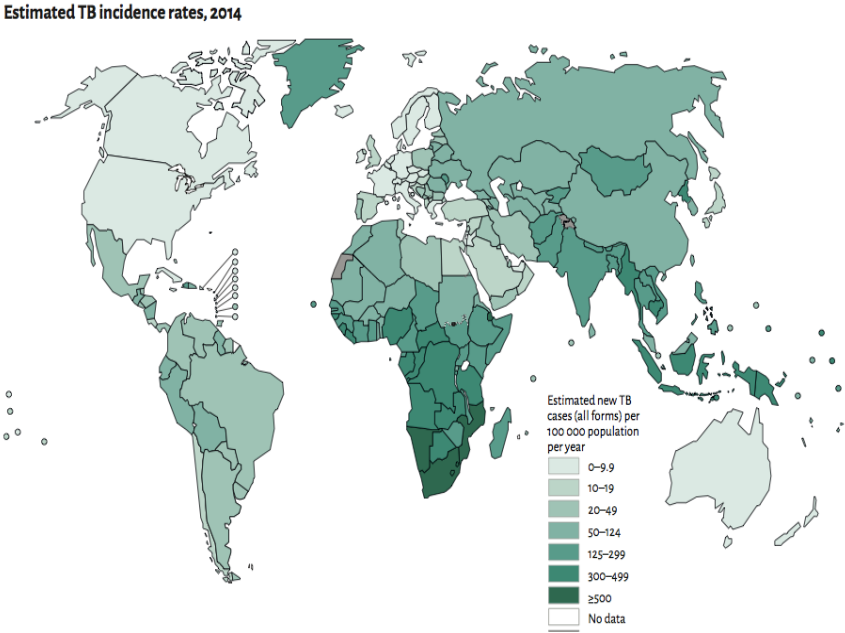 Estimated TB incidence rates, 2014
Estimated new TB
cases (all forms) per
100 000 population
per year
0–9.9
10–19
20–49
50–124
125–299
300–499
≥500
No data